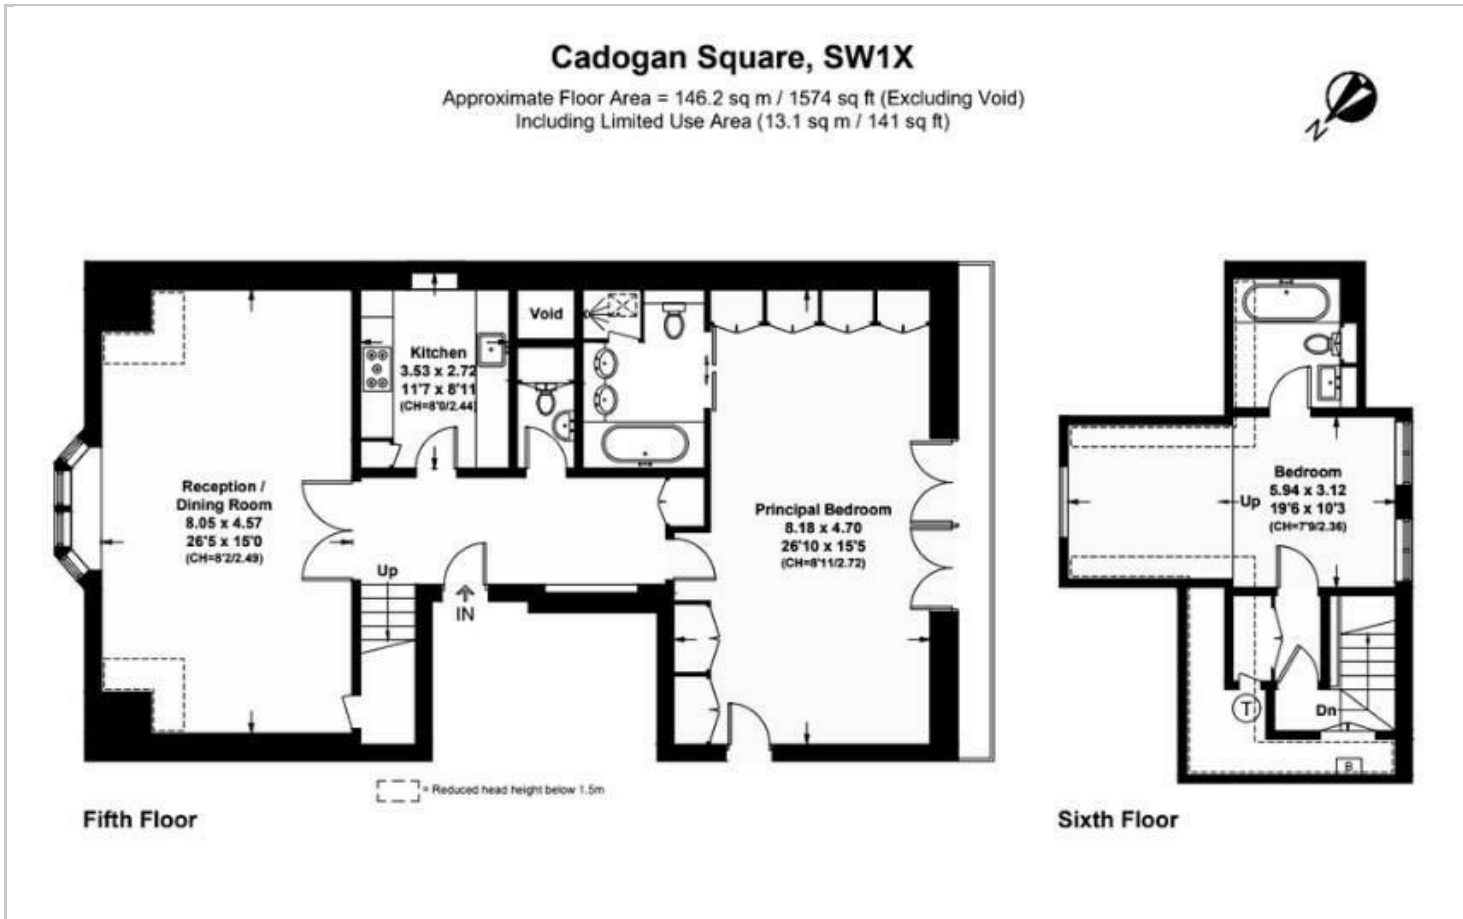 Cadogan Square, SW1X
Approximate Floor Area = 146.2 sq m / 1574 sq ft (Excluding Void)
Including Limited Use Area (13.1 sq m / 141 sq ft)
N
Void
Kitchen
3.53 x 2.72
11'7 x 8'11
(CH=8'0/2.44)
Reception /
Dining Room
8.05 x 4.57
26'5 x 15'0
(CH=8'2/2.49)
Up
IN
Principal Bedroom
8.18 x 4.70
26'10 x 15'5
(CH=8'11/2.72)
Bedroom
5.94 x 3.12
19'6 x 10'3
(CH=7'9/2.36)
Up
T
Dn
B
= Reduced head height below 1.5m
Fifth Floor
Sixth Floor